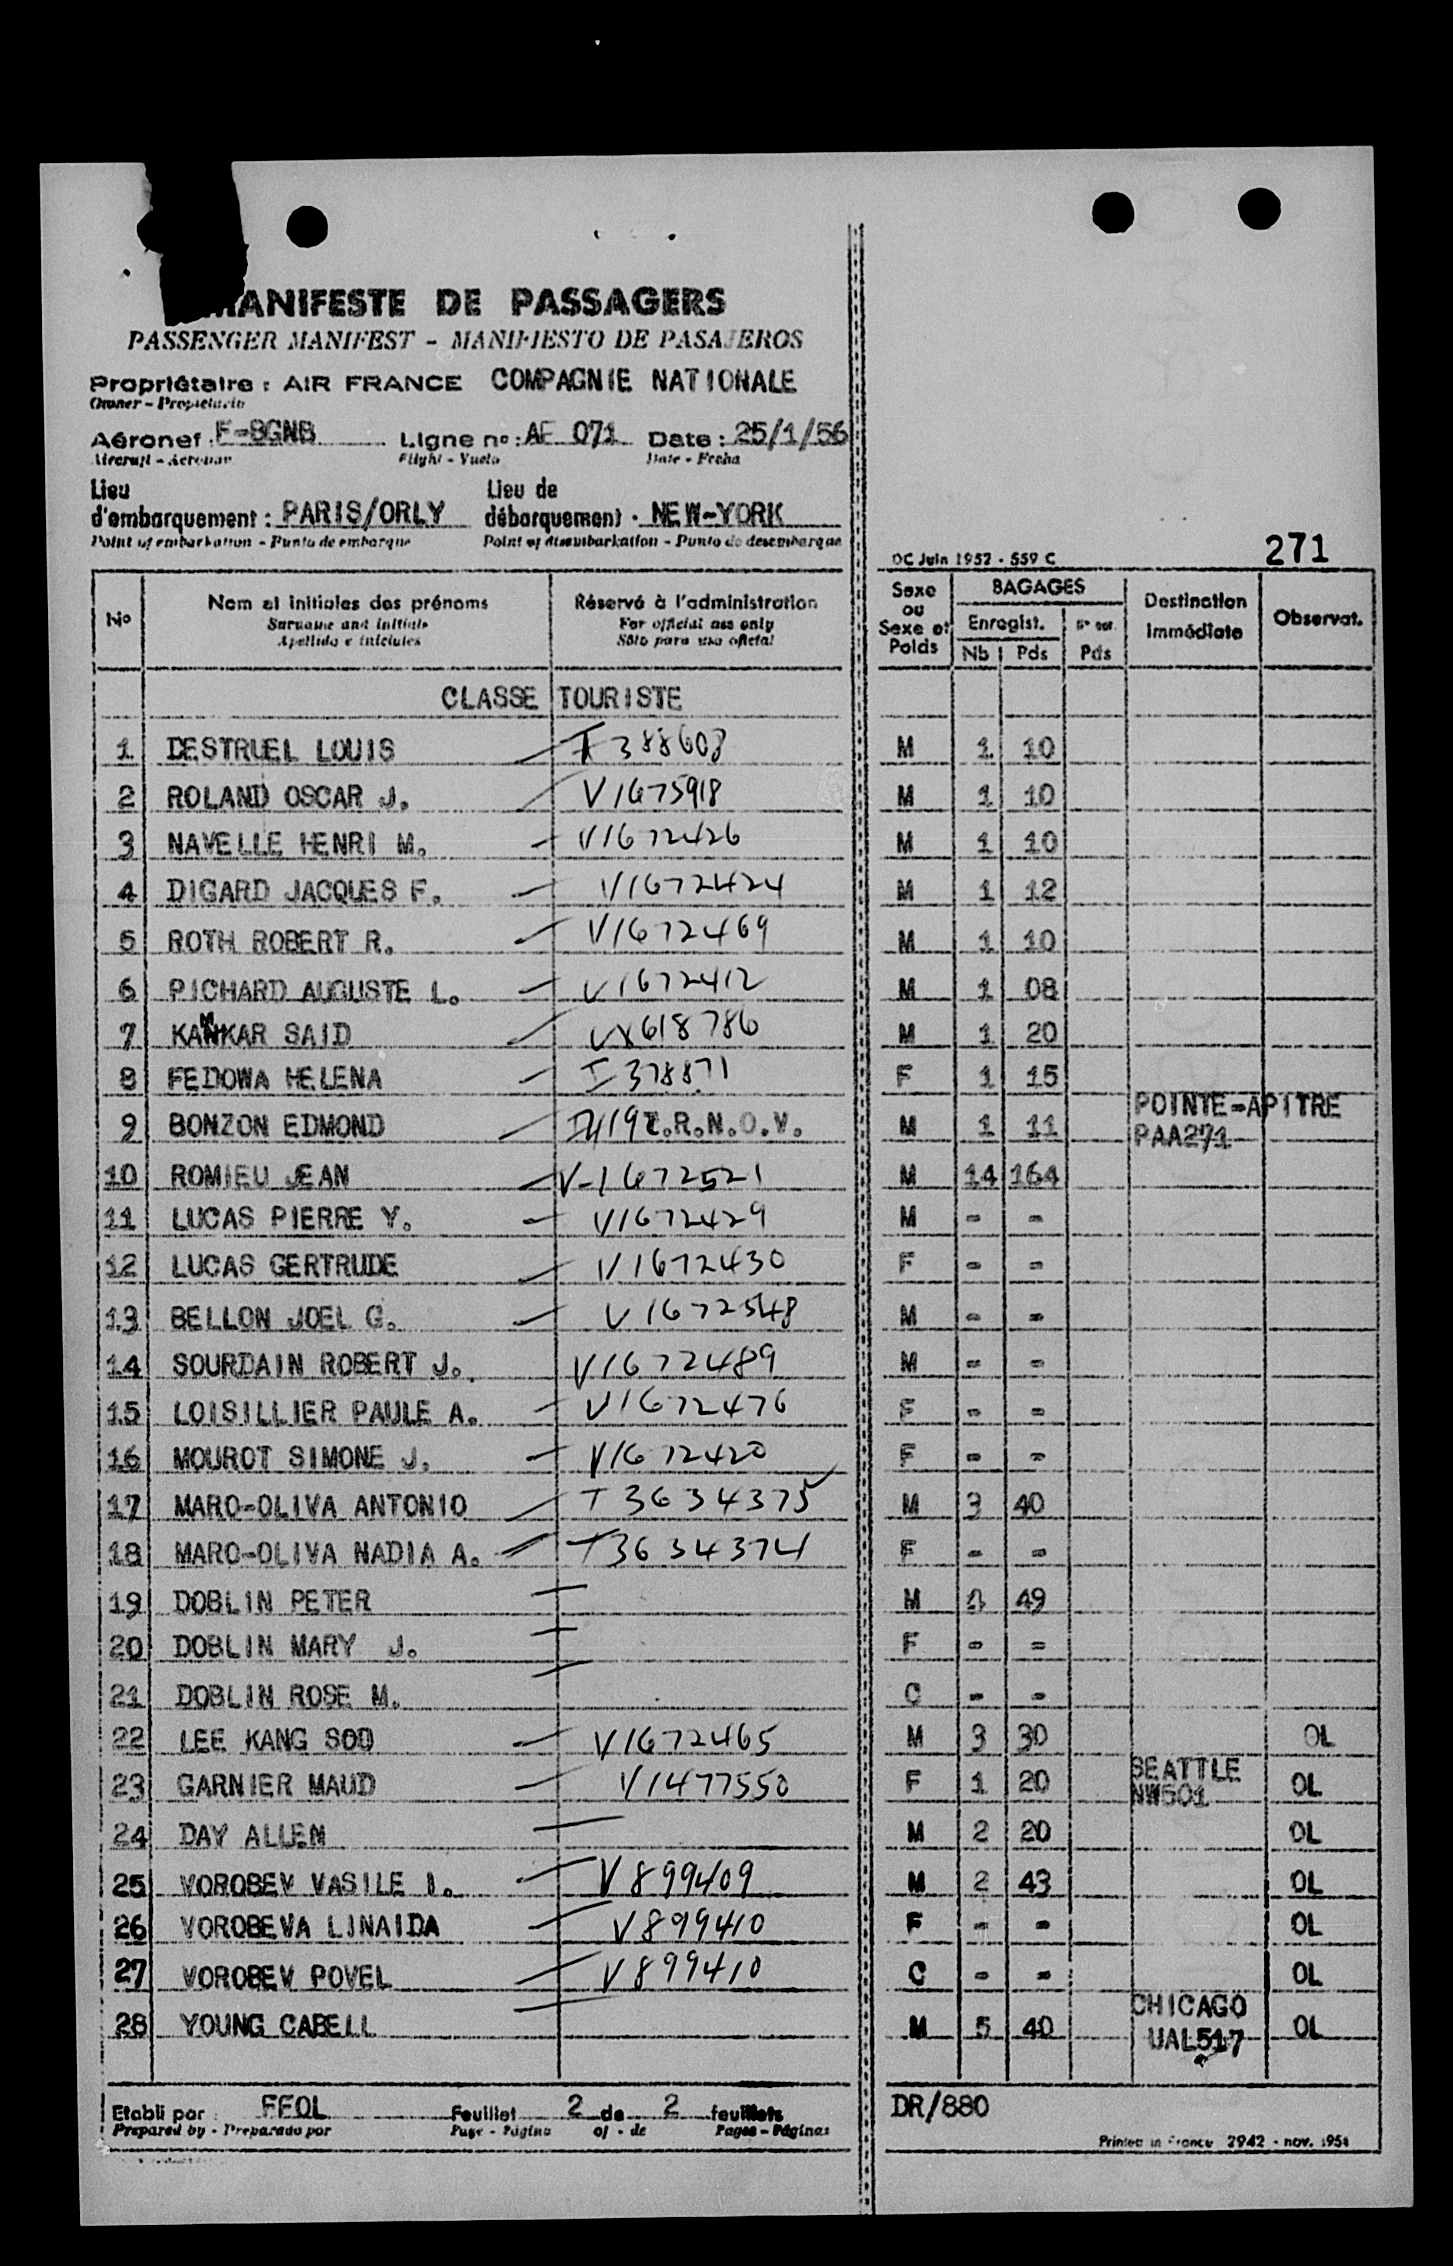 MANIFESTE DE PASSAGERS
PASSENGER MANIFEST - MANIFIESTO DE PASAJEROS
Propriétaire : AIR FRANCE COMPAGNIE NATIONALE
Owner - Propietario
Aéronef : F-BGNB Ligne nº : AF 071 Date : 25/1/56
Aircraft - Aeronav Flight - Vuelo Date - Fecha
Lieu d'embarquement : PARIS/ORLY Lieu de débarquement : NEW-YORK
Point of embarkation - Punto de embarque Point of disembarkation - Punto de desembarque
OC Juin 1952 - 559 C 271
Nº Nom et initiales des prénoms Réservé à l'administration Sexe ou Sexe et Poids BAGAGES Destination Immédiate Observat.
Surname and initials For official use only Enregist.
Apellido e iniciales Sólo para uso oficial Nb Pds Pds
CLASSE TOURISTE
1 DESTRUEL LOUIS I 388608 M 1 10
2 ROLAND OSCAR J. V1675918 M 1 10
3 NAVELLE HENRI M. V1672426 M 1 10
4 DIGARD JACQUES F. V1672424 M 1 12
5 ROTH ROBERT R. V1672469 M 1 10
6 PICHARD AUGUSTE L. V1672412 M 1 08
7 KAMKAR SAID M 1 20
8 FEDOWA HELENA I 378871 F 1 15
9 BONZON EDMOND T.R.N.O.V. M 1 11 POINTE-APITRE PAA271
10 ROMIEU JEAN V-1672521 M 14 164
11 LUCAS PIERRE Y. V1672429 M - -
12 LUCAS GERTRUDE V1672430 F - -
13 BELLON JOEL G. V1672548 M - -
14 SOURDAIN ROBERT J. V1672489 M - -
15 LOISILLIER PAULE A. V1672476 F - -
16 MOUROT SIMONE J. V1672420 F - -
17 MARO-OLIVA ANTONIO T 3634375 M 3 40
18 MARO-OLIVA NADIA A. T3634374 F - -
19 DOBLIN PETER M 4 49
20 DOBLIN MARY J. F - -
21 DOBLIN ROSE M. C - -
22 LEE KANG SOO V1672465 M 3 30 OL
23 GARNIER MAUD V1477550 F 1 20 SEATTLE NW501 OL
24 DAY ALLEN M 2 20 OL
25 VOROBEV VASILE I. V899409 M 2 43 OL
26 VOROBEVA LINAIDA V899410 F - - OL
27 VOROBEV POVEL V899410 C - - OL
28 YOUNG CABELL M 5 40 CHICAGO UAL517 OL
Etabli par : FFOL Feuillet 2 de 2 feuillets DR/880
Prepared by - Preparado por Page - Página of - de Pages - Páginas
Printed in France 2942 - nov. 1954